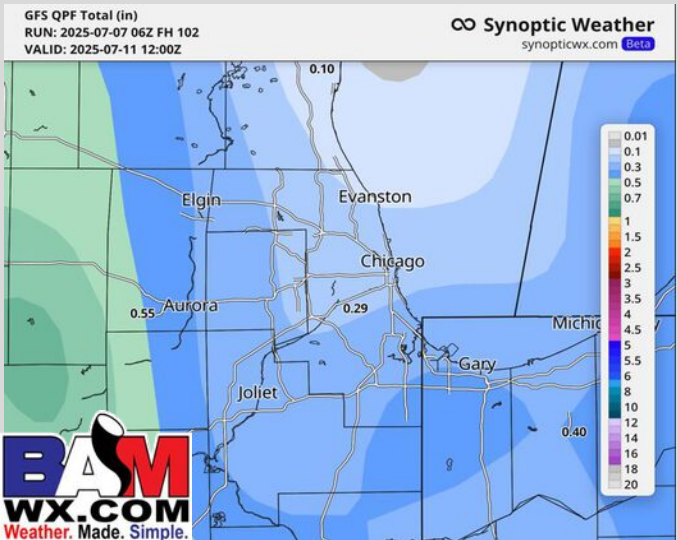 GFS QPF Total (in)
RUN: 2025-07-07 06Z FH 102
VALID: 2025-07-11 12:00Z
Synoptic Weather
synopticwx.com Beta
0.10
Elgin
Evanston
Chicago
0.55
Aurora
0.29
Michig
Gary
Joliet
0.40
0.01
0.1
0.3
0.5
0.7
1
1.5
2
2.5
3
3.5
4
4.5
5
5.5
6
8
10
12
14
16
18
20
BAM
WX.COM
Weather. Made. Simple.